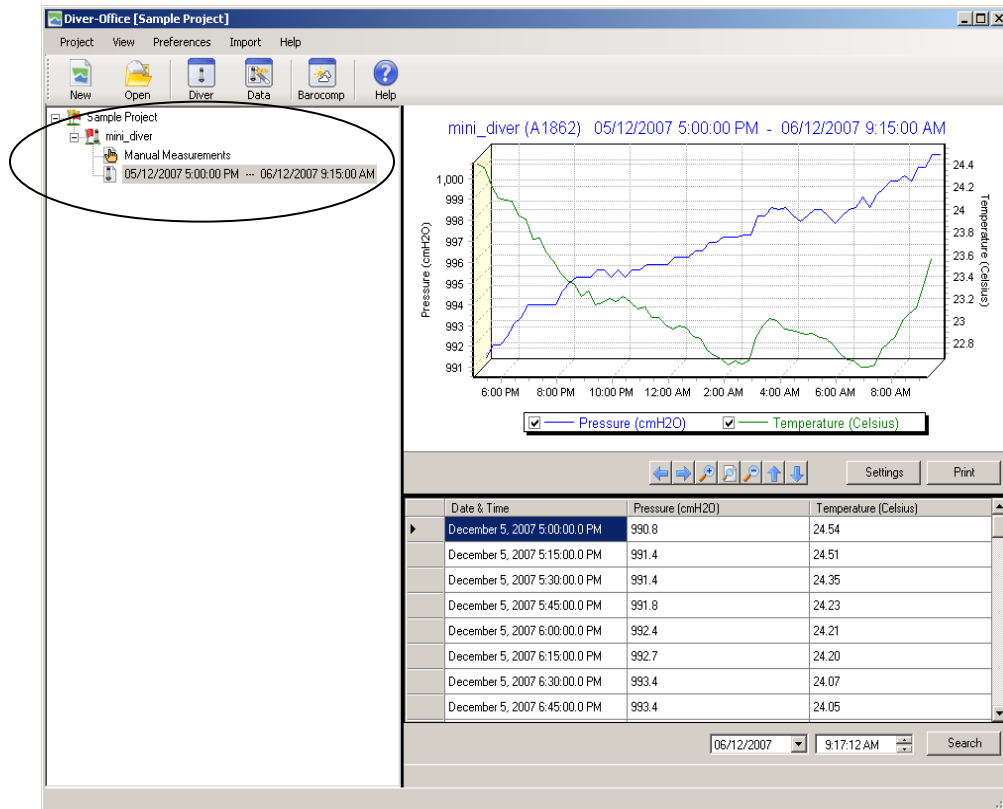 Diver-Office [Sample Project]
Project View Preferences Import Help
New Open Diver Data Barocomp Help
Sample Project
mini_diver
Manual Measurements
05/12/2007 5:00:00 PM --- 06/12/2007 9:15:00 AM
mini_diver (A1862) 05/12/2007 5:00:00 PM - 06/12/2007 9:15:00 AM
Pressure (cmH2O)
1,000
999
998
997
996
995
994
993
992
991
24.4
24.2
24
23.8
23.6
23.4
23.2
23
22.8
Temperature (Celsius)
6:00 PM 8:00 PM 10:00 PM 12:00 AM 2:00 AM 4:00 AM 6:00 AM 8:00 AM
Pressure (cmH2O) Temperature (Celsius)
Settings Print
Date & Time Pressure (cmH2O) Temperature (Celsius)
December 5, 2007 5:00:00.0 PM 990.8 24.54
December 5, 2007 5:15:00.0 PM 991.4 24.51
December 5, 2007 5:30:00.0 PM 991.4 24.35
December 5, 2007 5:45:00.0 PM 991.8 24.23
December 5, 2007 6:00:00.0 PM 992.4 24.21
December 5, 2007 6:15:00.0 PM 992.7 24.20
December 5, 2007 6:30:00.0 PM 993.4 24.07
December 5, 2007 6:45:00.0 PM 993.4 24.05
06/12/2007 9:17:12 AM Search